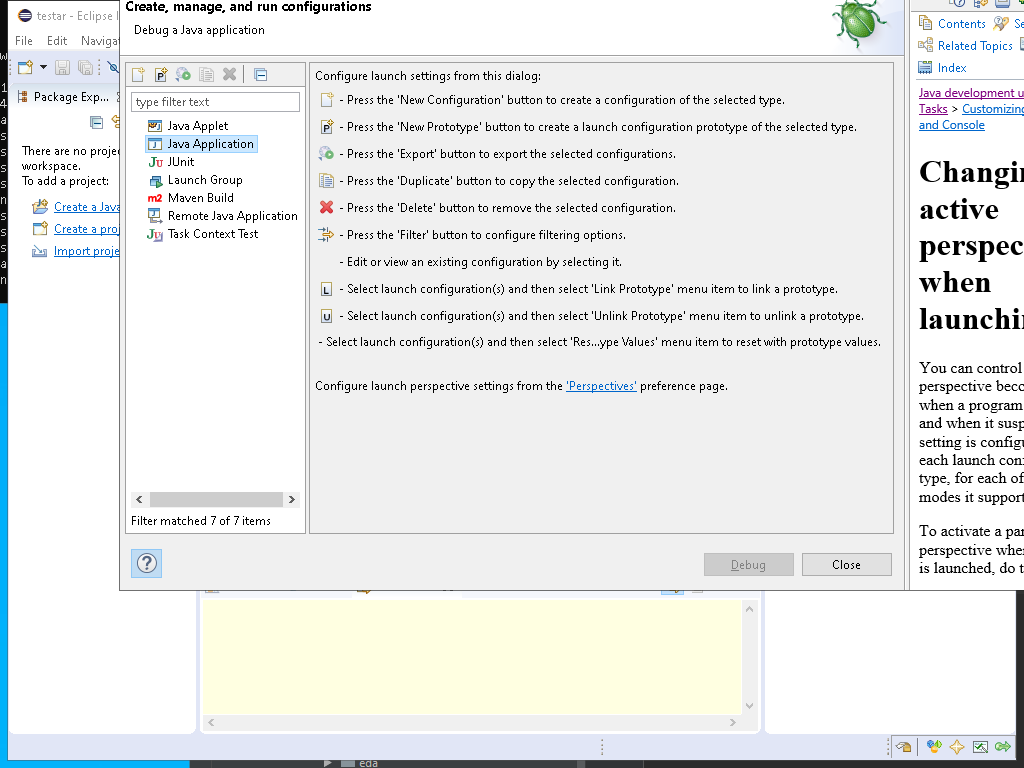 testar - Eclipse I
File Edit Navigat
Package Exp...
There are no projec
workspace.
To add a project:
Create a Java
Create a proj
Import proje
Create, manage, and run configurations
Debug a Java application
type filter text
Java Applet
Java Application
JUnit
Launch Group
Maven Build
Remote Java Application
Task Context Test
Filter matched 7 of 7 items
Configure launch settings from this dialog:
- Press the 'New Configuration' button to create a configuration of the selected type.
- Press the 'New Prototype' button to create a launch configuration prototype of the selected type.
- Press the 'Export' button to export the selected configurations.
- Press the 'Duplicate' button to copy the selected configuration.
- Press the 'Delete' button to remove the selected configuration.
- Press the 'Filter' button to configure filtering options.
- Edit or view an existing configuration by selecting it.
- Select launch configuration(s) and then select 'Link Prototype' menu item to link a prototype.
- Select launch configuration(s) and then select 'Unlink Prototype' menu item to unlink a prototype.
- Select launch configuration(s) and then select 'Res...ype Values' menu item to reset with prototype values.
Configure launch perspective settings from the 'Perspectives' preference page.
Debug
Close
Contents Se
Related Topics
Index
Java development u
Tasks > Customizing
and Console
Changin
active
perspec
when
launchin
You can control
perspective beco
when a program
and when it susp
setting is configu
each launch conf
type, for each of
modes it support
To activate a par
perspective when
is launched, do t
eda